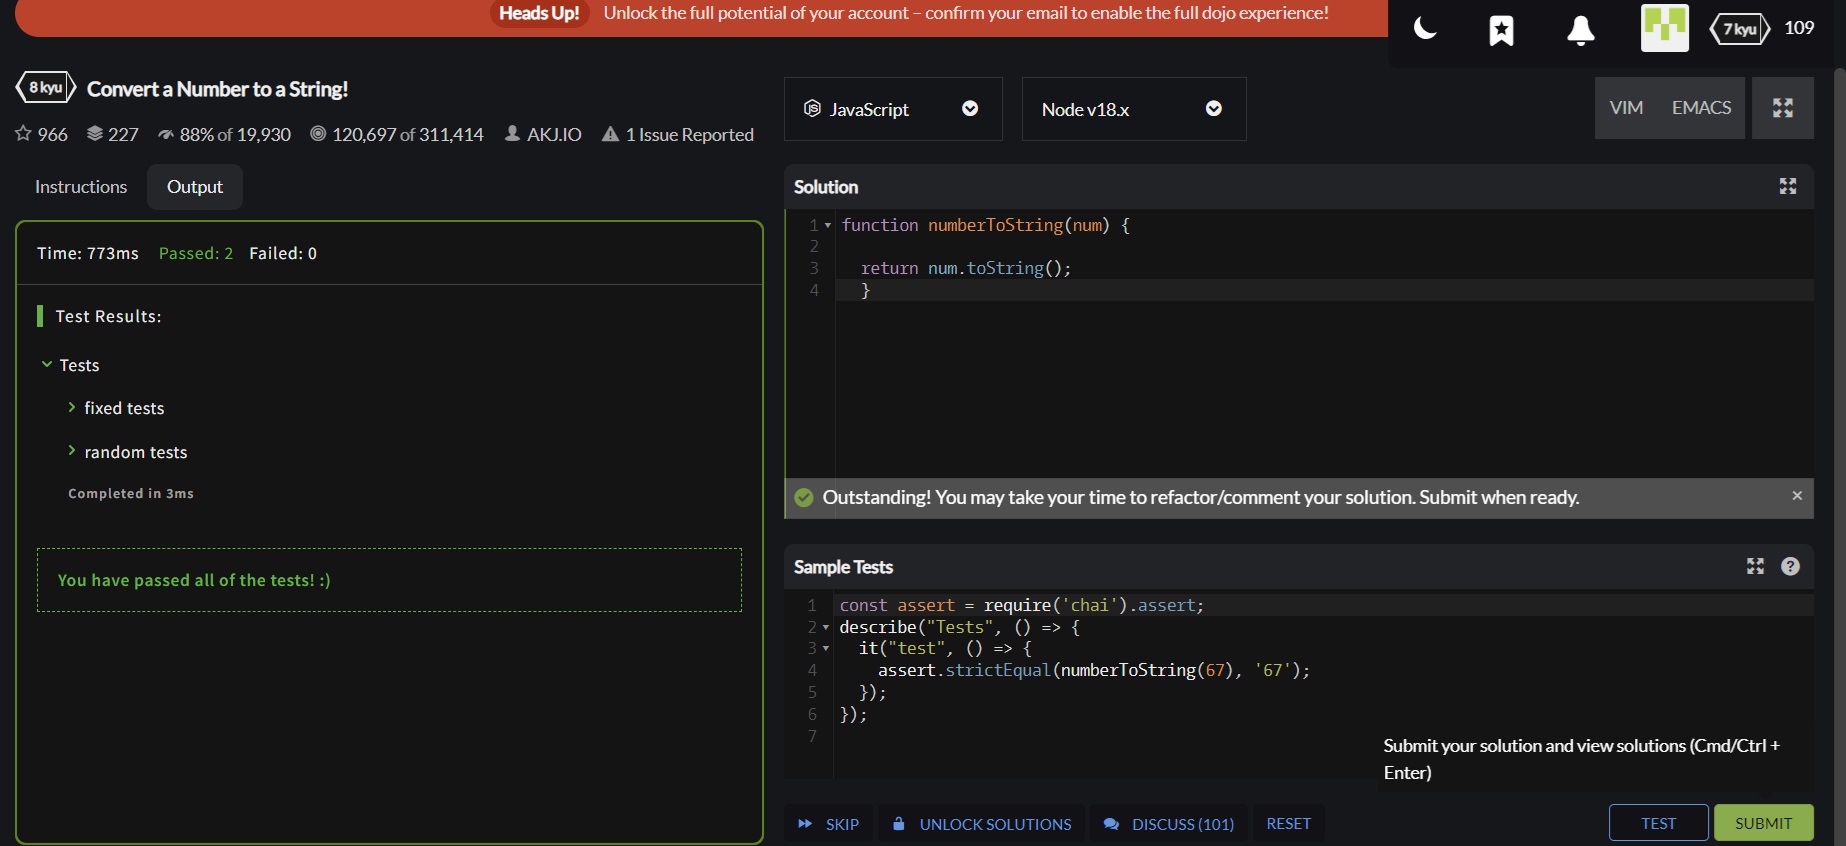 Heads Up! Unlock the full potential of your account – confirm your email to enable the full dojo experience!
7 kyu 109
8 kyu Convert a Number to a String!
966 227 88% of 19,930 120,697 of 311,414 AKJ.IO 1 Issue Reported
JavaScript
Node v18.x
VIM EMACS
Instructions Output
Time: 773ms Passed: 2 Failed: 0
Test Results:
Tests
fixed tests
random tests
Completed in 3ms
You have passed all of the tests! :)
Solution
1 function numberToString(num) {
2
3 return num.toString();
4 }
Outstanding! You may take your time to refactor/comment your solution. Submit when ready. ×
Sample Tests
1 const assert = require('chai').assert;
2 describe("Tests", () => {
3 it("test", () => {
4 assert.strictEqual(numberToString(67), '67');
5 });
6 });
7
Submit your solution and view solutions (Cmd/Ctrl +
Enter)
SKIP UNLOCK SOLUTIONS DISCUSS (101) RESET TEST SUBMIT